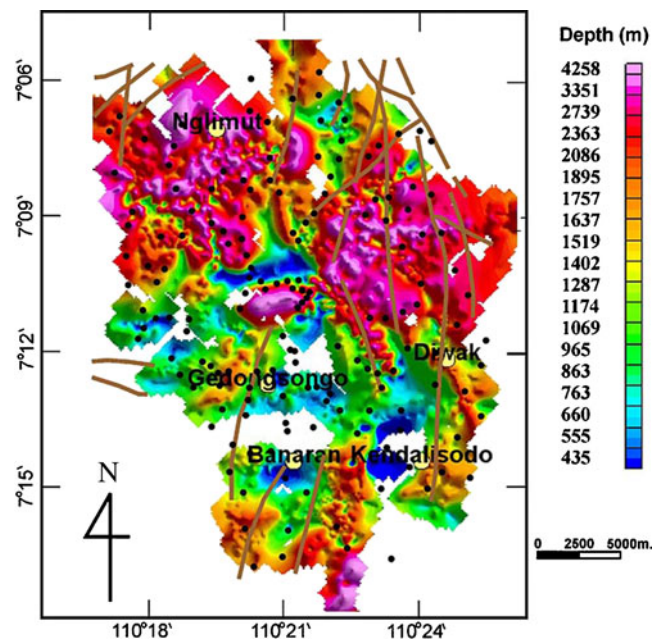 Depth (m)
4258
3351
2739
2363
2086
1895
1757
1637
1519
1402
1287
1174
1069
965
863
763
660
555
435
7°06'
7°09'
7°12'
7°15'
Nglimut
Diwak
Gedongsongo
Banaran Kendalisodo
N
0 2500 5000m.
110°18' 110°21' 110°24'